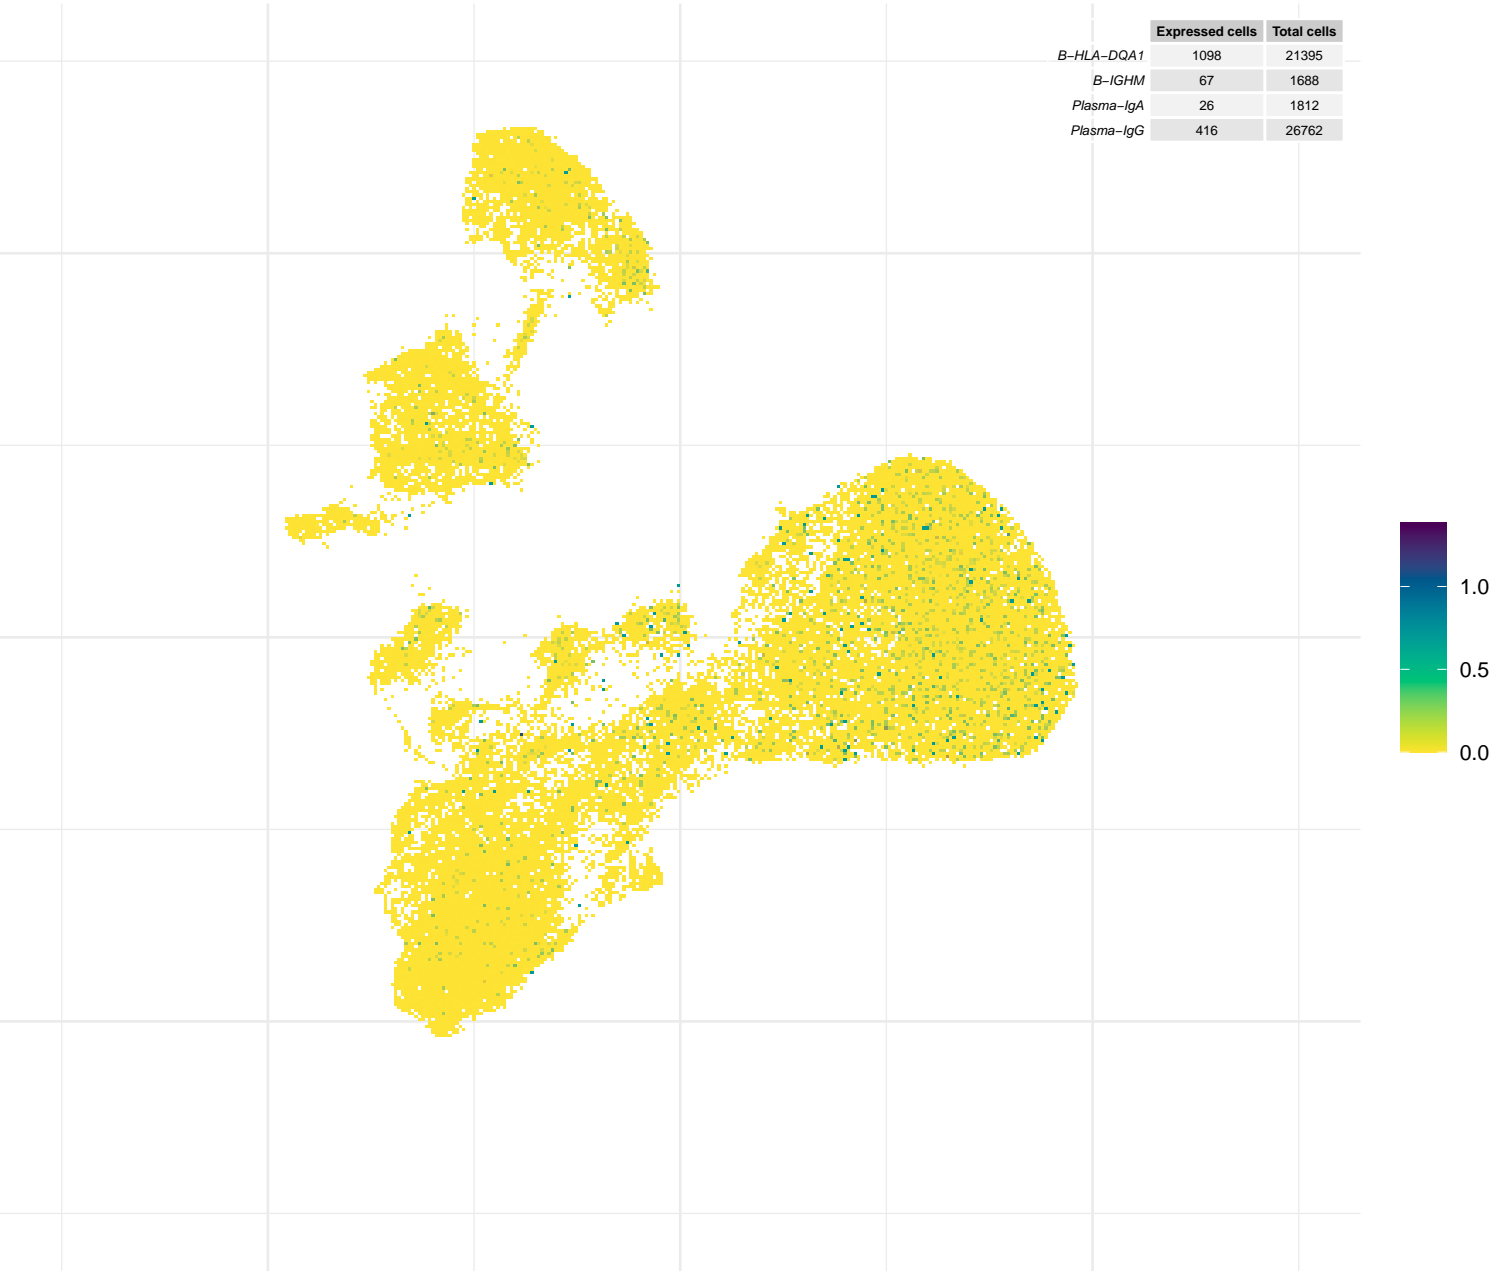 Expressed cells Total cells
B−HLA−DQA1 1098 21395
B−IGHM 67 1688
Plasma−IgA 26 1812
Plasma−IgG 416 26762
1.0
0.5
0.0